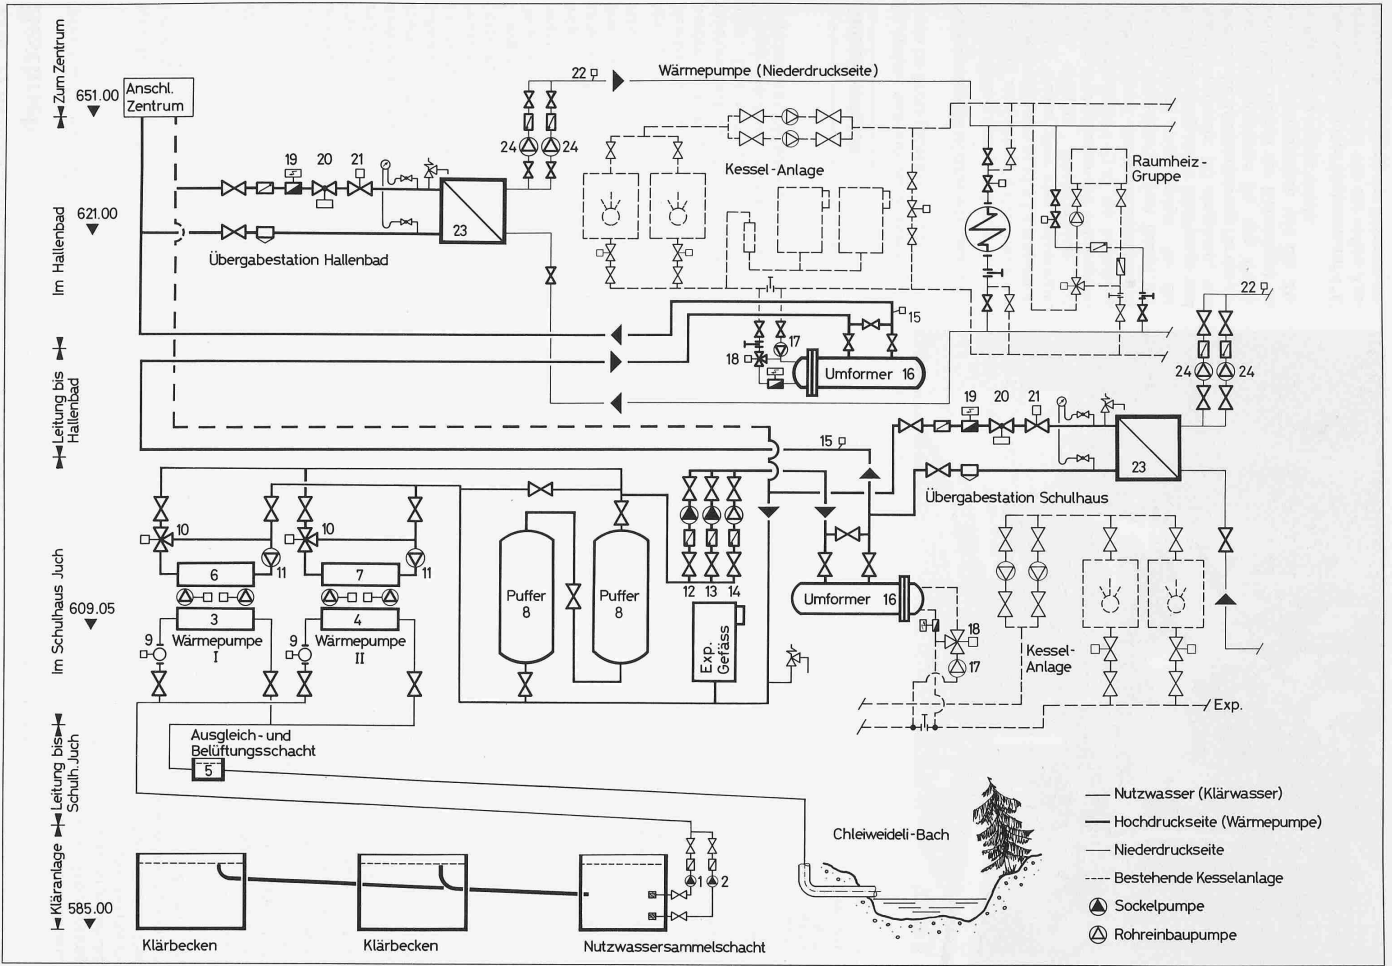 Zum Zentrum
651.00
Anschl.
Zentrum
22
Wärmepumpe (Niederdruckseite)
24
24
Kessel-Anlage
Raumheiz-
Gruppe
19
20
21
23
Übergabestation Hallenbad
Im Hallenbad
621.00
22
15
17
18
Umformer 16
24
24
Leitung bis
Hallenbad
19
20
21
15
23
Übergabestation Schulhaus
10
10
11
11
6
7
3
4
9
9
Wärmepumpe
I
Wärmepumpe
II
Puffer
8
Puffer
8
12
13
14
Exp.
Gefäss
Umformer 16
18
17
Kessel-
Anlage
Exp.
Im Schulhaus Juch
609.05
Ausgleich- und
Belüftungsschacht
5
Leitung bis
Schulh. Juch
Kläranlage
585.00
1
2
Klärbecken
Klärbecken
Nutzwassersammelschacht
Chleiweideli-Bach
Nutzwasser (Klärwasser)
Hochdruckseite (Wärmepumpe)
Niederdruckseite
Bestehende Kesselanlage
Sockelpumpe
Rohreinbaupumpe